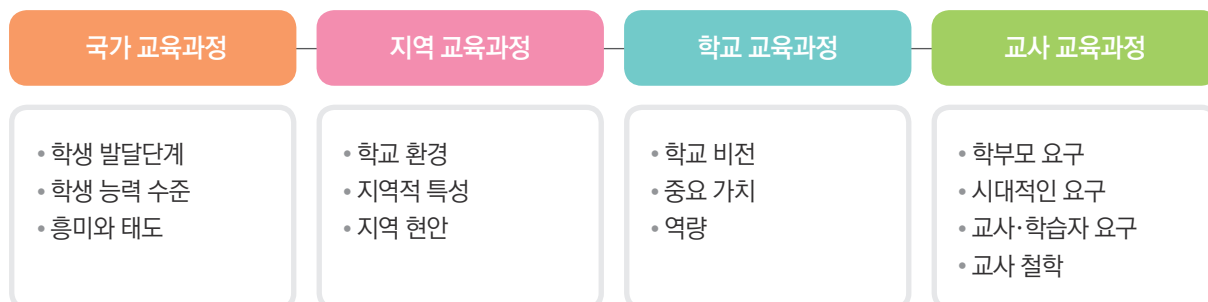 국가 교육과정
지역 교육과정
학교 교육과정
교사 교육과정
• 학생 발달단계
• 학생 능력 수준
• 흥미와 태도
• 학교 환경
• 지역적 특성
• 지역 현안
• 학교 비전
• 중요 가치
• 역량
• 학부모 요구
• 시대적인 요구
• 교사·학습자 요구
• 교사 철학